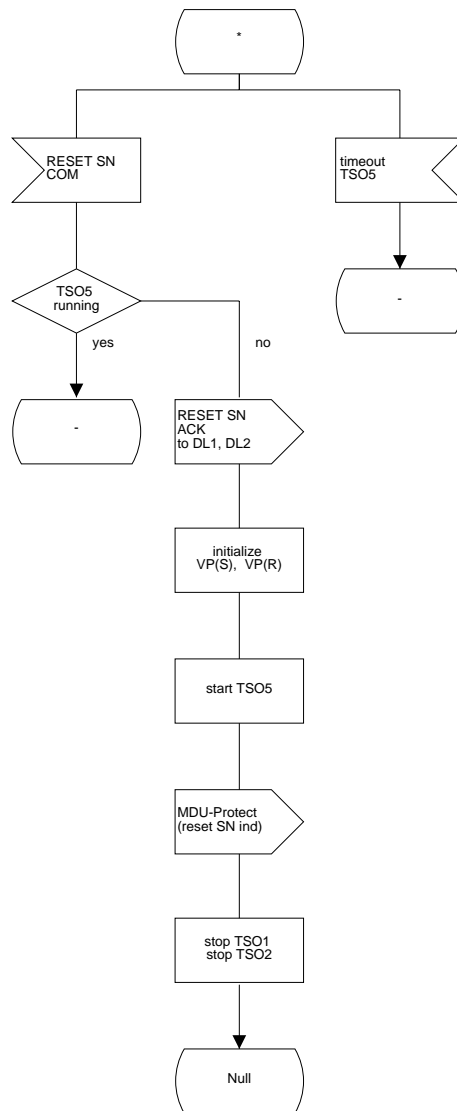 *
RESET SN
COM
timeout
TSO5
TSO5
running
yes
no
-
-
RESET SN
ACK
to DL1, DL2
initialize
VP(S), VP(R)
start TSO5
MDU-Protect
(reset SN ind)
stop TSO1
stop TSO2
Null